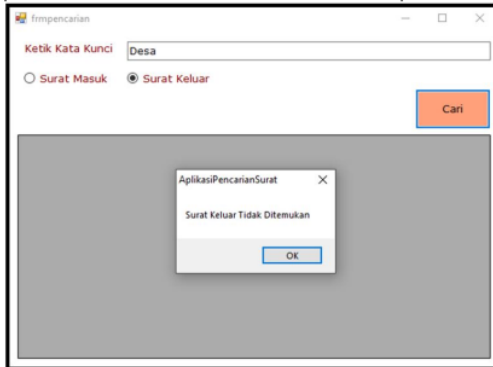 frmpencarian
Ketik Kata Kunci Desa
Surat Masuk Surat Keluar
Cari
AplikasiPencarianSurat
Surat Keluar Tidak Ditemukan
OK